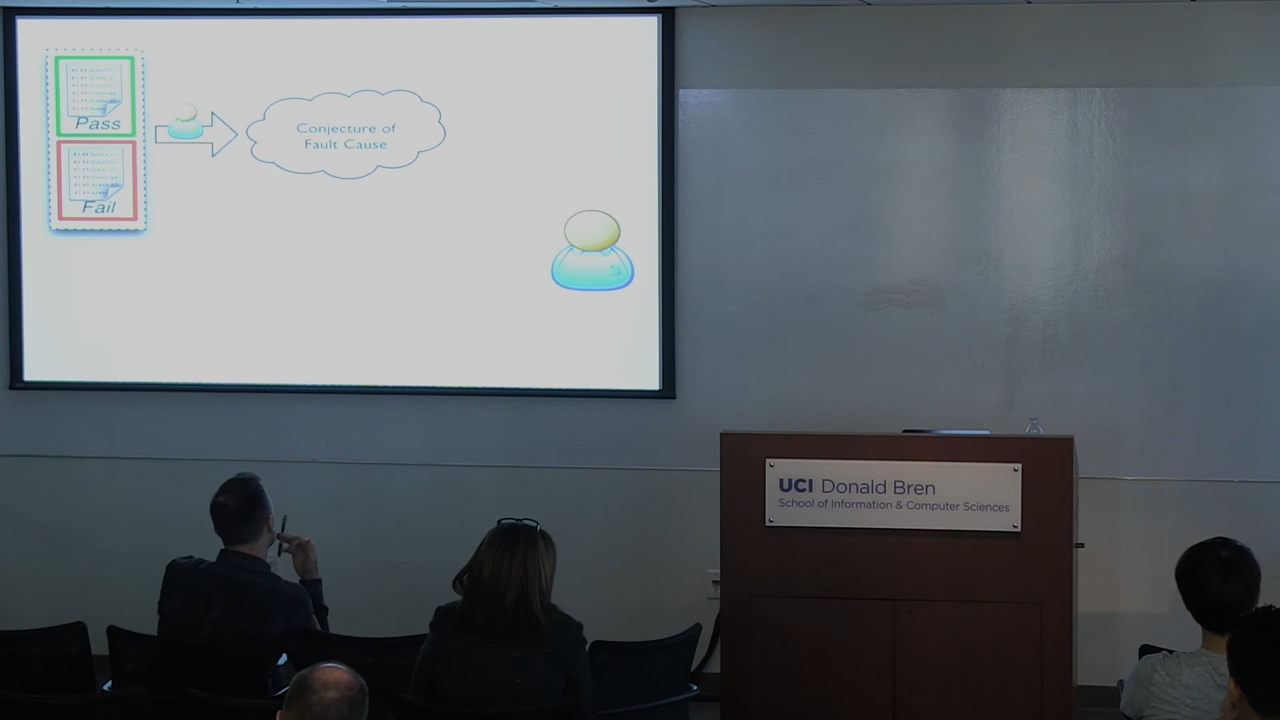 Pass
Fail
Conjecture of
Fault Cause
UCI Donald Bren
School of Information & Computer Sciences